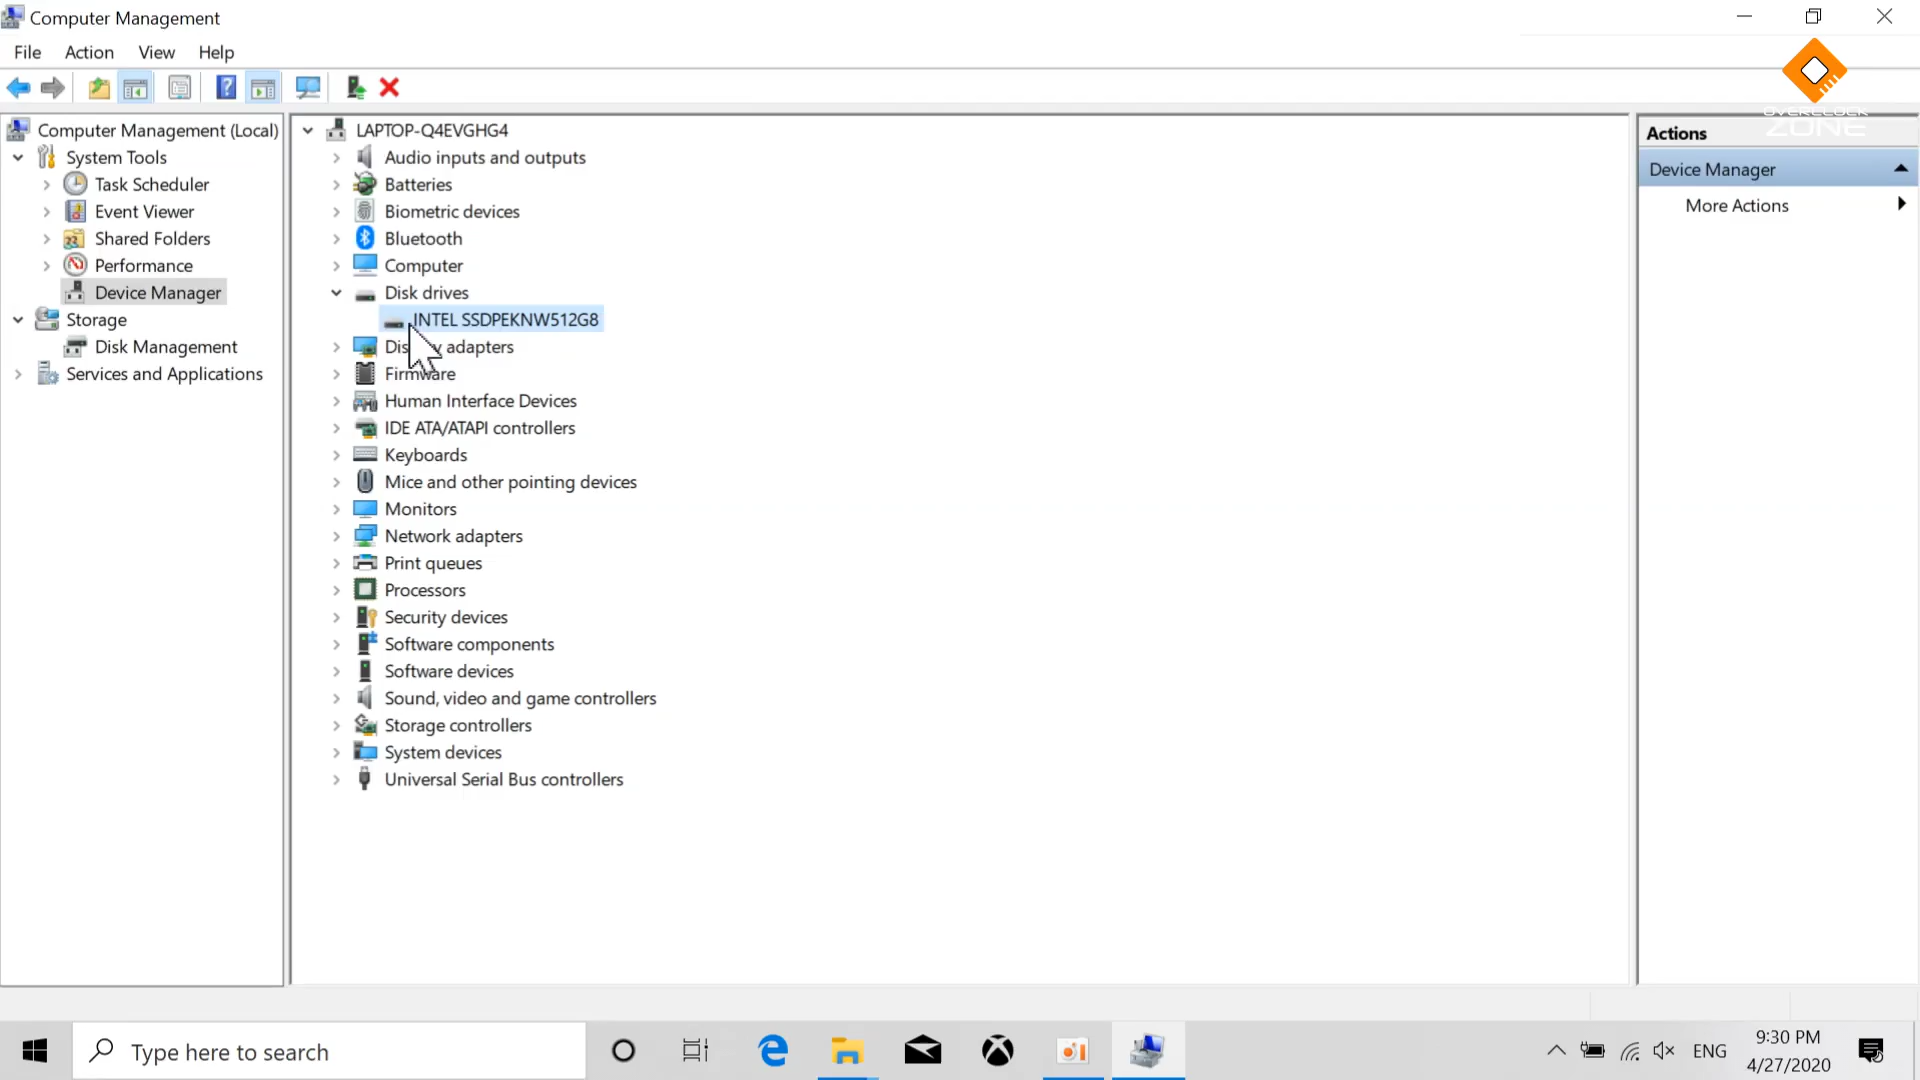 Computer Management
File Action View Help
OVERCLOCK
ZONE
Computer Management (Local)
System Tools
Task Scheduler
Event Viewer
Shared Folders
Performance
Device Manager
Storage
Disk Management
Services and Applications
LAPTOP-Q4EVGHG4
Audio inputs and outputs
Batteries
Biometric devices
Bluetooth
Computer
Disk drives
INTEL SSDPEKNW512G8
adapters
Firmware
Human Interface Devices
IDE ATA/ATAPI controllers
Keyboards
Mice and other pointing devices
Monitors
Network adapters
Print queues
Processors
Security devices
Software components
Software devices
Sound, video and game controllers
Storage controllers
System devices
Universal Serial Bus controllers
Actions
Device Manager
More Actions
Type here to search
ENG
9:30 PM
4/27/2020